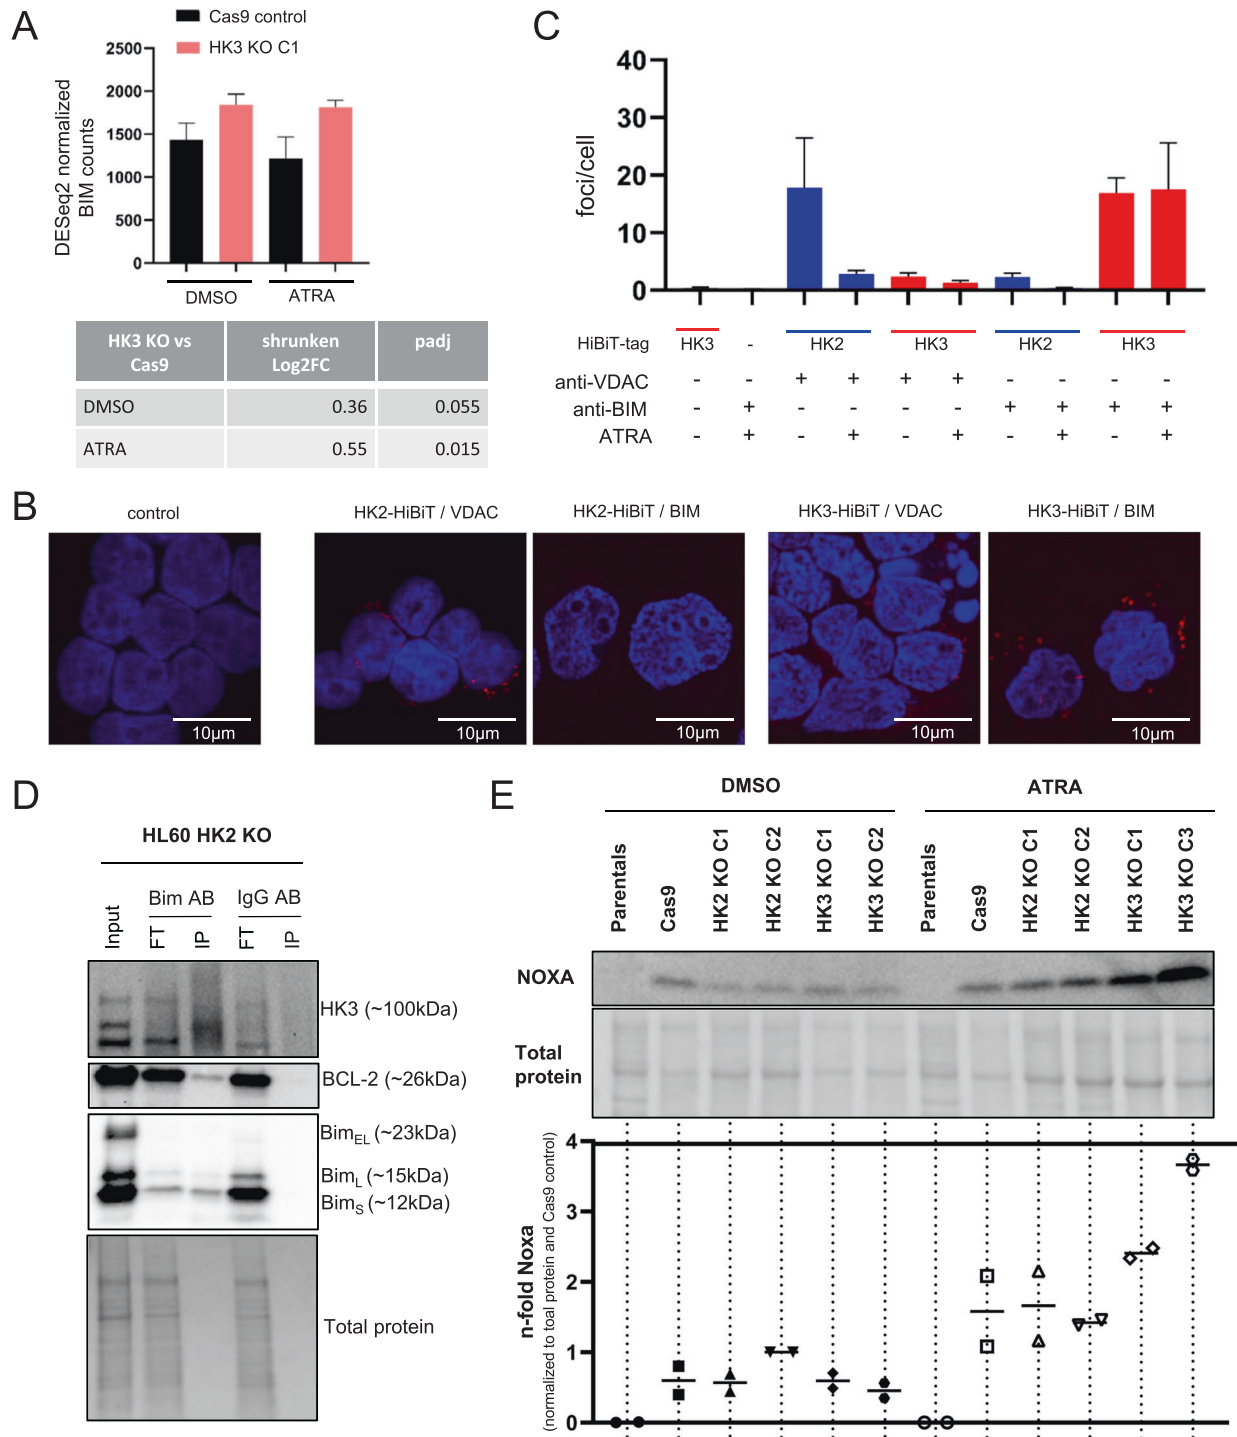 A
Cas9 control
HK3 KO C1
DESeq2 normalized
BIM counts
2500
2000
1500
1000
500
0
DMSO
ATRA
HK3 KO vs Cas9 shrunken Log2FC padj
DMSO 0.36 0.055
ATRA 0.55 0.015
C
foci/cell
40
30
20
10
0
HiBiT-tag HK3 - HK2 HK3 HK2 HK3
anti-VDAC - - + + + + - - - -
anti-BIM - + - - - - + + + +
ATRA - + - + - + - + - +
B
control
HK2-HiBiT / VDAC
HK2-HiBiT / BIM
HK3-HiBiT / VDAC
HK3-HiBiT / BIM
10µm
10µm
10µm
10µm
10µm
D
HL60 HK2 KO
Bim AB IgG AB
Input FT IP FT IP
HK3 (~100kDa)
BCL-2 (~26kDa)
BimEL (~23kDa)
BimL (~15kDa)
BimS (~12kDa)
Total protein
E
DMSO ATRA
Parentals Cas9 HK2 KO C1 HK2 KO C2 HK3 KO C1 HK3 KO C2 Parentals Cas9 HK2 KO C1 HK2 KO C2 HK3 KO C1 HK3 KO C3
NOXA
Total
protein
n-fold Noxa
(normalized to toal protein and Cas9 control)
4
3
2
1
0